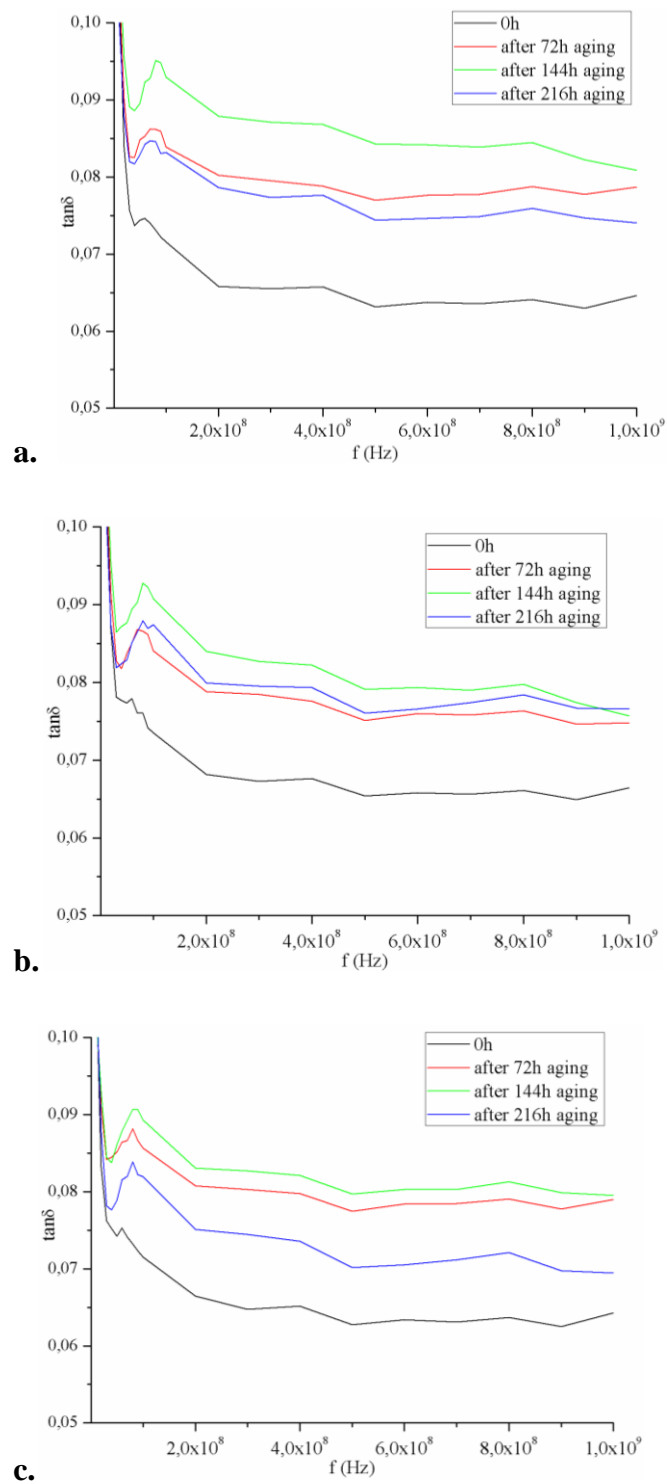 0,10
0,09
0,08
0,07
0,06
0,05
tanδ
0h
after 72h aging
after 144h aging
after 216h aging
2,0x10⁸
4,0x10⁸
6,0x10⁸
8,0x10⁸
1,0x10⁹
f (Hz)
a.
0,10
0,09
0,08
0,07
0,06
0,05
tanδ
0h
after 72h aging
after 144h aging
after 216h aging
2,0x10⁸
4,0x10⁸
6,0x10⁸
8,0x10⁸
1,0x10⁹
f (Hz)
b.
0,10
0,09
0,08
0,07
0,06
0,05
tanδ
0h
after 72h aging
after 144h aging
after 216h aging
2,0x10⁸
4,0x10⁸
6,0x10⁸
8,0x10⁸
1,0x10⁹
f (Hz)
c.